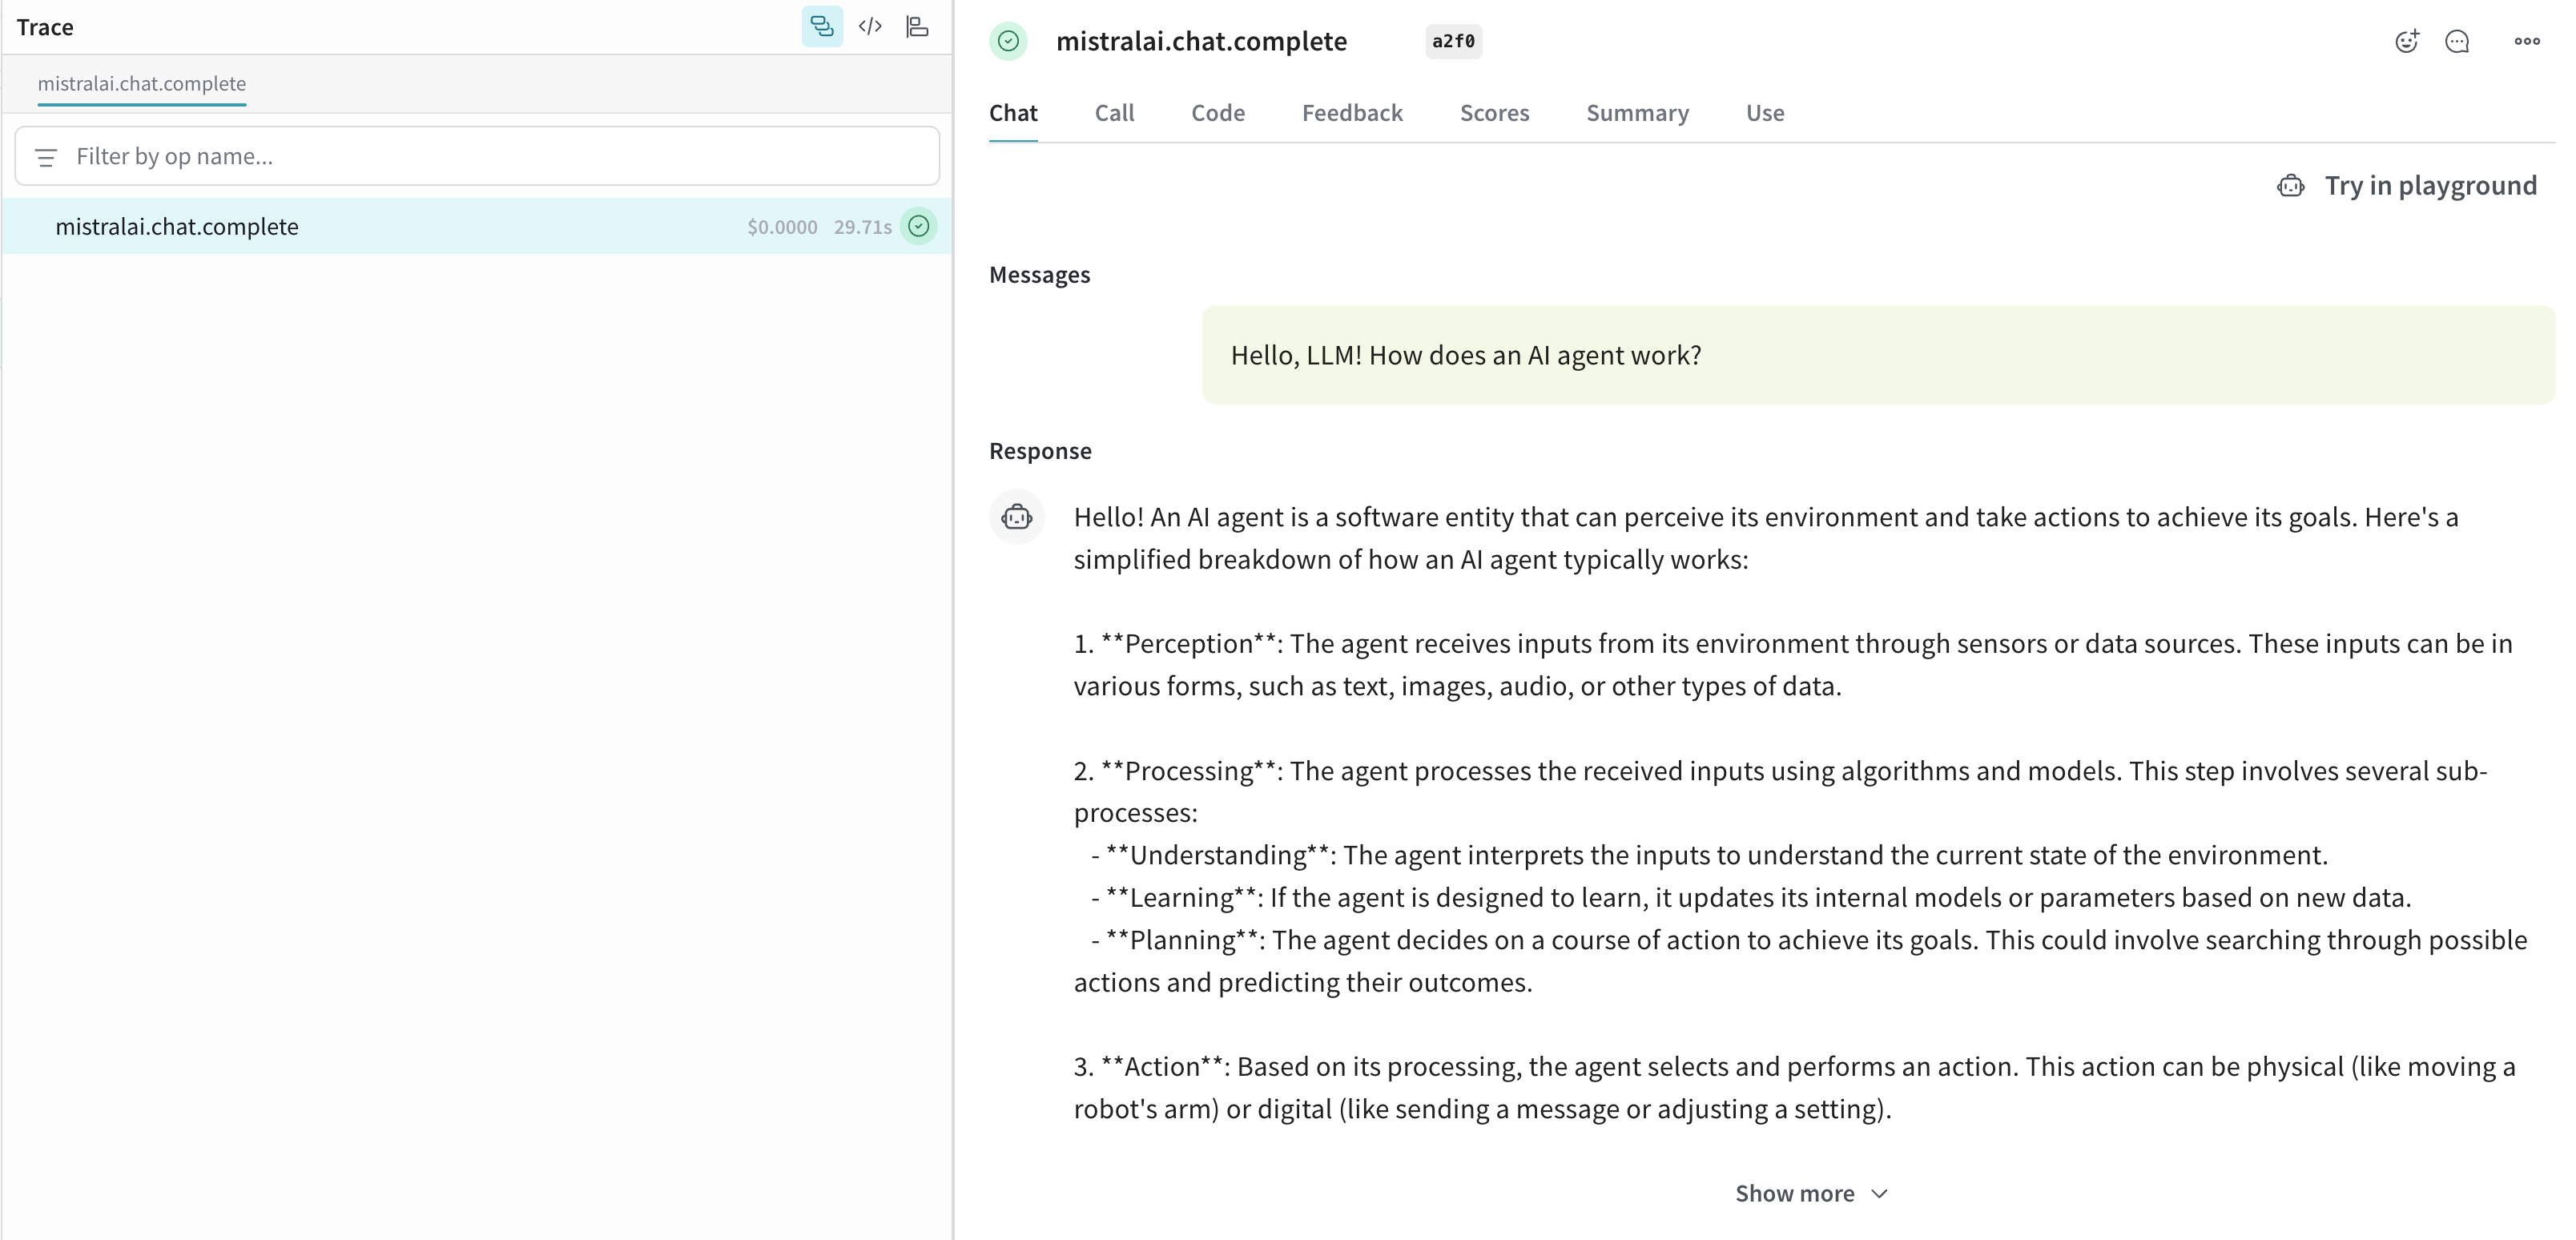 Trace
mistralai.chat.complete
Filter by op name...
mistralai.chat.complete $0.0000 29.71s
mistralai.chat.complete a2f0
Chat Call Code Feedback Scores Summary Use
Try in playground
Messages
Hello, LLM! How does an AI agent work?
Response
Hello! An AI agent is a software entity that can perceive its environment and take actions to achieve its goals. Here's a
simplified breakdown of how an AI agent typically works:
1. **Perception**: The agent receives inputs from its environment through sensors or data sources. These inputs can be in
various forms, such as text, images, audio, or other types of data.
2. **Processing**: The agent processes the received inputs using algorithms and models. This step involves several sub-
processes:
- **Understanding**: The agent interprets the inputs to understand the current state of the environment.
- **Learning**: If the agent is designed to learn, it updates its internal models or parameters based on new data.
- **Planning**: The agent decides on a course of action to achieve its goals. This could involve searching through possible
actions and predicting their outcomes.
3. **Action**: Based on its processing, the agent selects and performs an action. This action can be physical (like moving a
robot's arm) or digital (like sending a message or adjusting a setting).
Show more